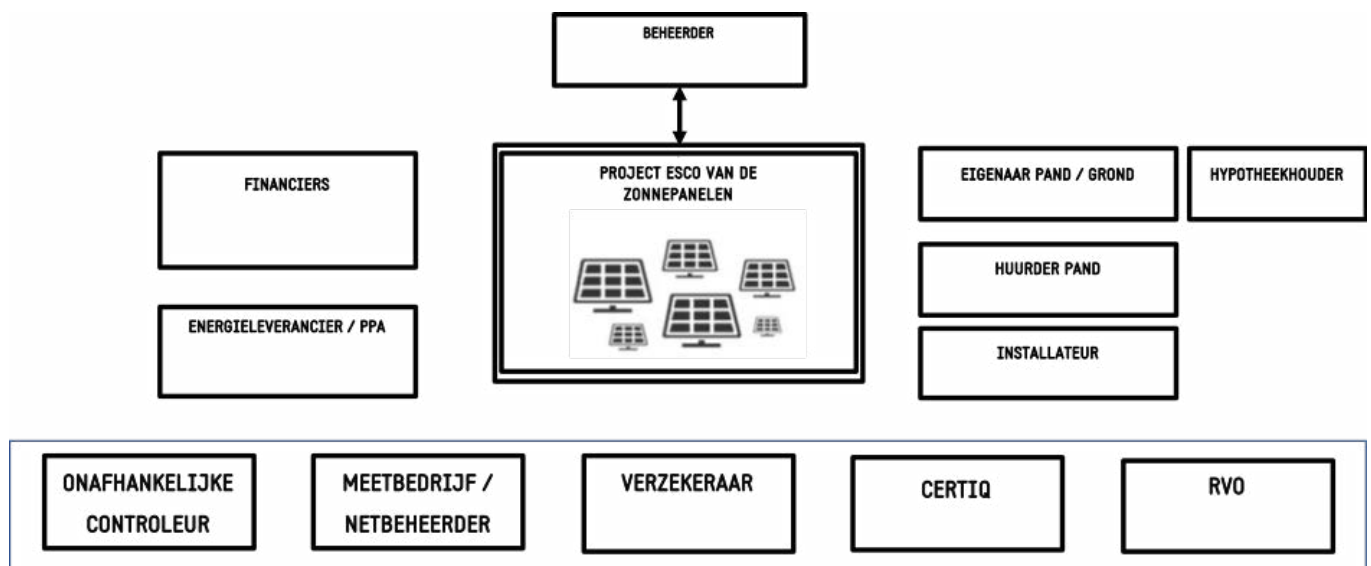 BEHEERDER
FINANCIERS
PROJECT ESCO VAN DE
ZONNEPANELEN
EIGENAAR PAND / GROND
HYPOTHEEKHOUDER
HUURDER PAND
ENERGIELEVERANCIER / PPA
INSTALLATEUR
ONAFHANKELIJKE
CONTROLEUR
MEETBEDRIJF /
NETBEHEERDER
VERZEKERAAR
CERTIQ
RVO